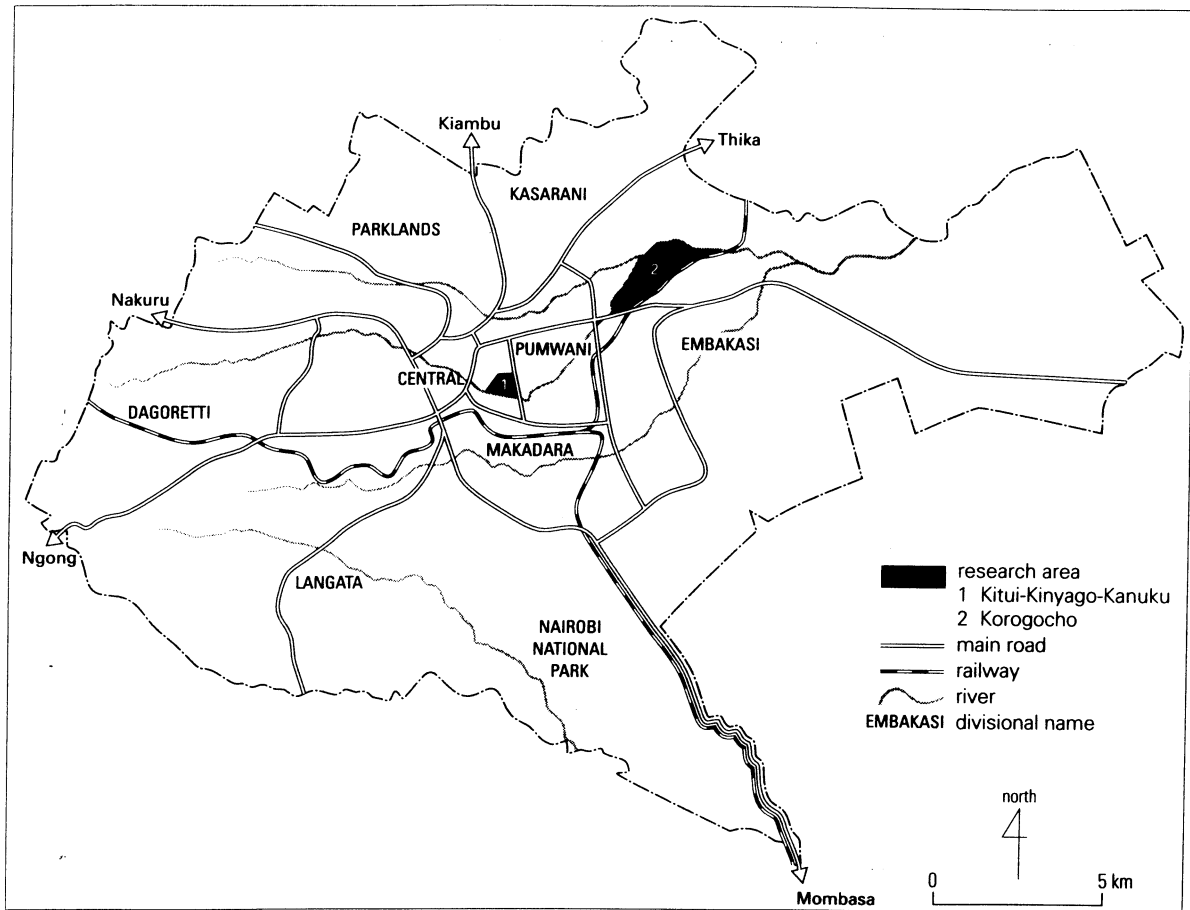 Kiambu
Thika
KASARANI
PARKLANDS
2
Nakuru
PUMWANI
EMBAKASI
CENTRAL
1
DAGORETTI
MAKADARA
Ngong
LANGATA
NAIROBI
NATIONAL
PARK
research area
1 Kitui-Kinyago-Kanuku
2 Korogocho
main road
railway
river
EMBAKASI divisional name
north
0 5 km
Mombasa